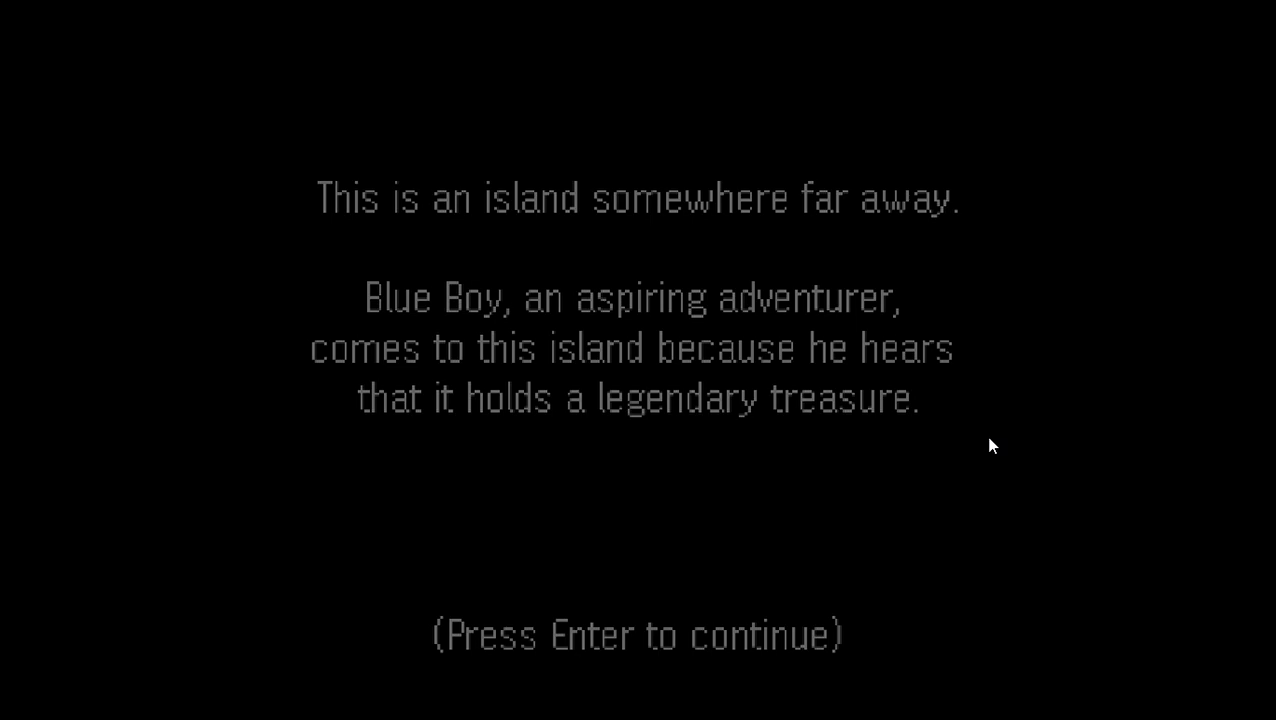 This is an island somewhere far away.
Blue Boy, an aspiring adventurer,
comes to this island because he hears
that it holds a legendary treasure.
(Press Enter to continue)